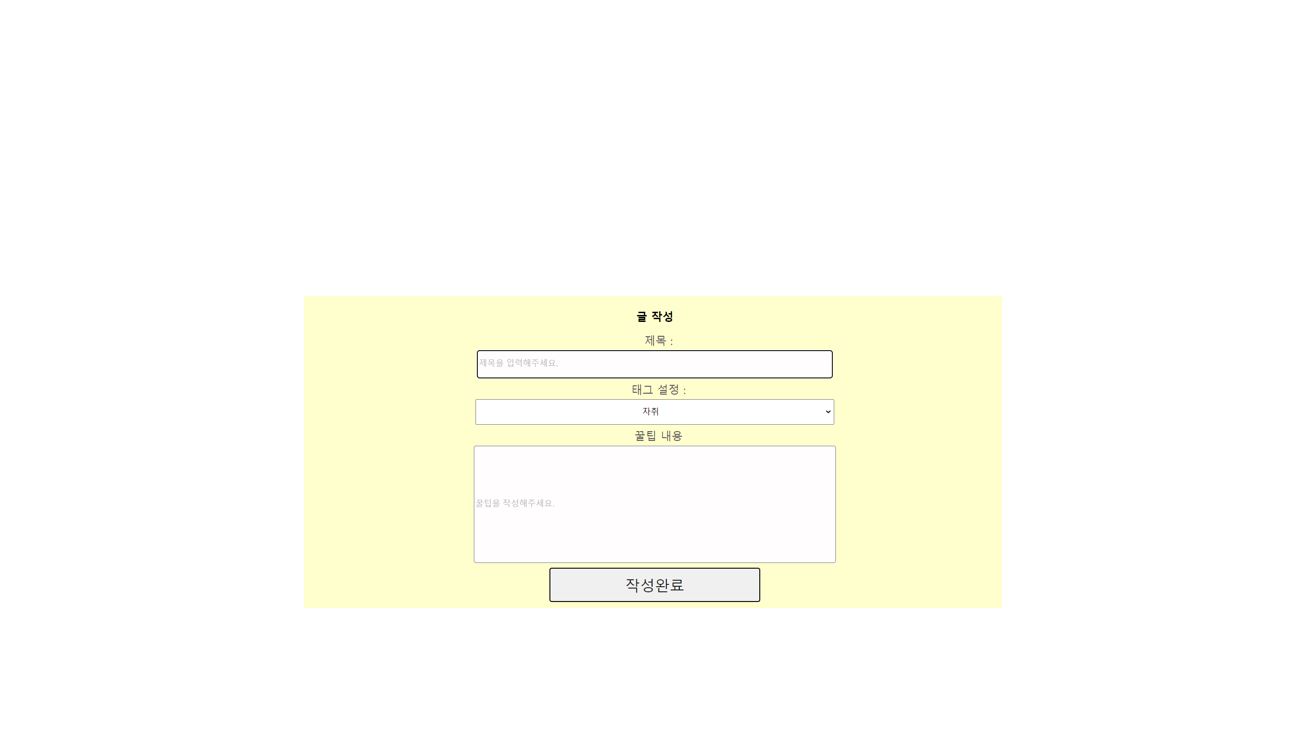 글 작성
제목 :
제목을 입력해주세요.
태그 설정 :
자취
꿀팁 내용
꿀팁을 작성해주세요.
작성완료